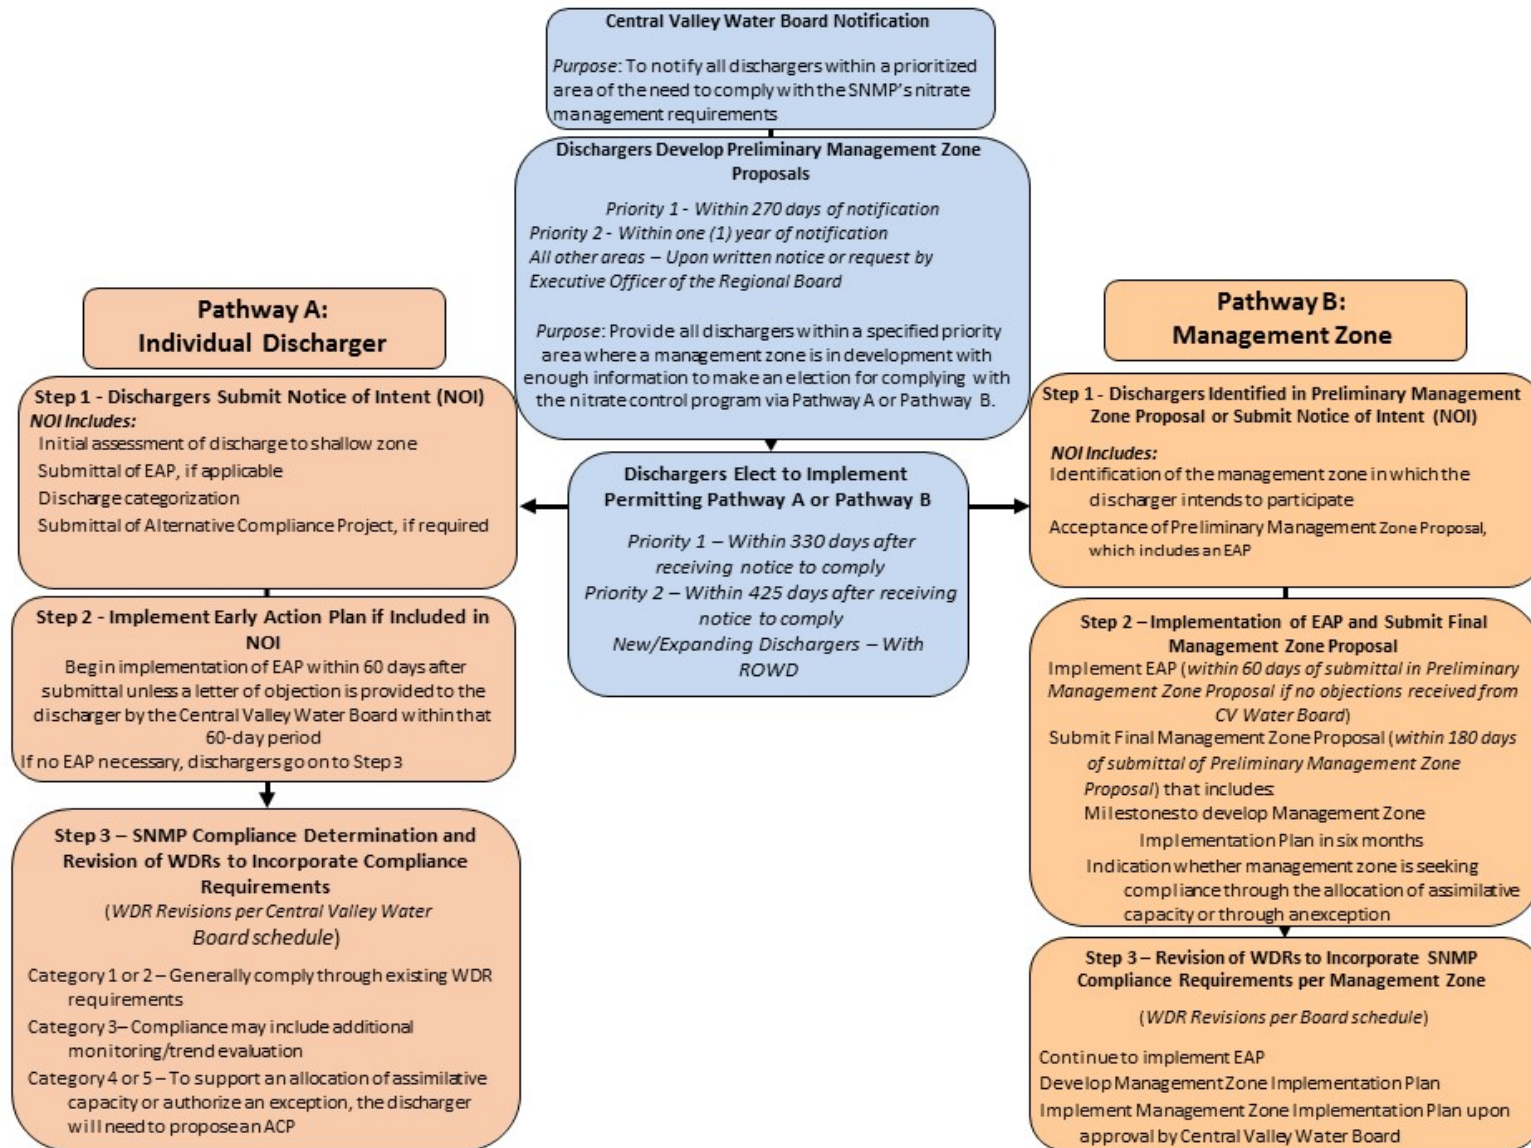 Central Valley Water Board Notification
Purpose: To notify all dischargers within a prioritized
area of the need to comply with the SNMP's nitrate
management requirements
Dischargers Develop Preliminary Management Zone
Proposals
Priority 1 - Within 270 days of notification
Priority 2 - Within one (1) year of notification
All other areas – Upon written notice or request by
Executive Officer of the Regional Board
Purpose: Provide all dischargers within a specified priority
area where a management zone is in development with
enough information to make an election for complying with
the nitrate control program via Pathway A or Pathway B.
Dischargers Elect to Implement
Permitting Pathway A or Pathway B
Priority 1 – Within 330 days after
receiving notice to comply
Priority 2 – Within 425 days after receiving
notice to comply
New/Expanding Dischargers – With
ROWD
Pathway A:
Individual Discharger
Step 1 - Dischargers Submit Notice of Intent (NOI)
NOI Includes:
Initial assessment of discharge to shallow zone
Submittal of EAP, if applicable
Discharge categorization
Submittal of Alternative Compliance Project, if required
Step 2 - Implement Early Action Plan if Included in
NOI
Begin implementation of EAP within 60 days after
submittal unless a letter of objection is provided to the
discharger by the Central Valley Water Board within that
60-day period
If no EAP necessary, dischargers go on to Step 3
Step 3 – SNMP Compliance Determination and
Revision of WDRs to Incorporate Compliance
Requirements
(WDR Revisions per Central Valley Water
Board schedule)
Category 1 or 2 – Generally comply through existing WDR
requirements
Category 3– Compliance may include additional
monitoring/trend evaluation
Category 4 or 5 – To support an allocation of assimilative
capacity or authorize an exception, the discharger
will need to propose an ACP
Pathway B:
Management Zone
Step 1 - Dischargers Identified in Preliminary Management
Zone Proposal or Submit Notice of Intent (NOI)
NOI Includes:
Identification of the management zone in which the
discharger intends to participate
Acceptance of Preliminary Management Zone Proposal,
which includes an EAP
Step 2 – Implementation of EAP and Submit Final
Management Zone Proposal
Implement EAP (within 60 days of submittal in Preliminary
Management Zone Proposal if no objections received from
CV Water Board)
Submit Final Management Zone Proposal (within 180 days
of submittal of Preliminary Management Zone
Proposal) that includes:
Milestones to develop Management Zone
Implementation Plan in six months
Indication whether management zone is seeking
compliance through the allocation of assimilative
capacity or through an exception
Step 3 – Revision of WDRs to Incorporate SNMP
Compliance Requirements per Management Zone
(WDR Revisions per Board schedule)
Continue to implement EAP
Develop Management Zone Implementation Plan
Implement Management Zone Implementation Plan upon
approval by Central Valley Water Board